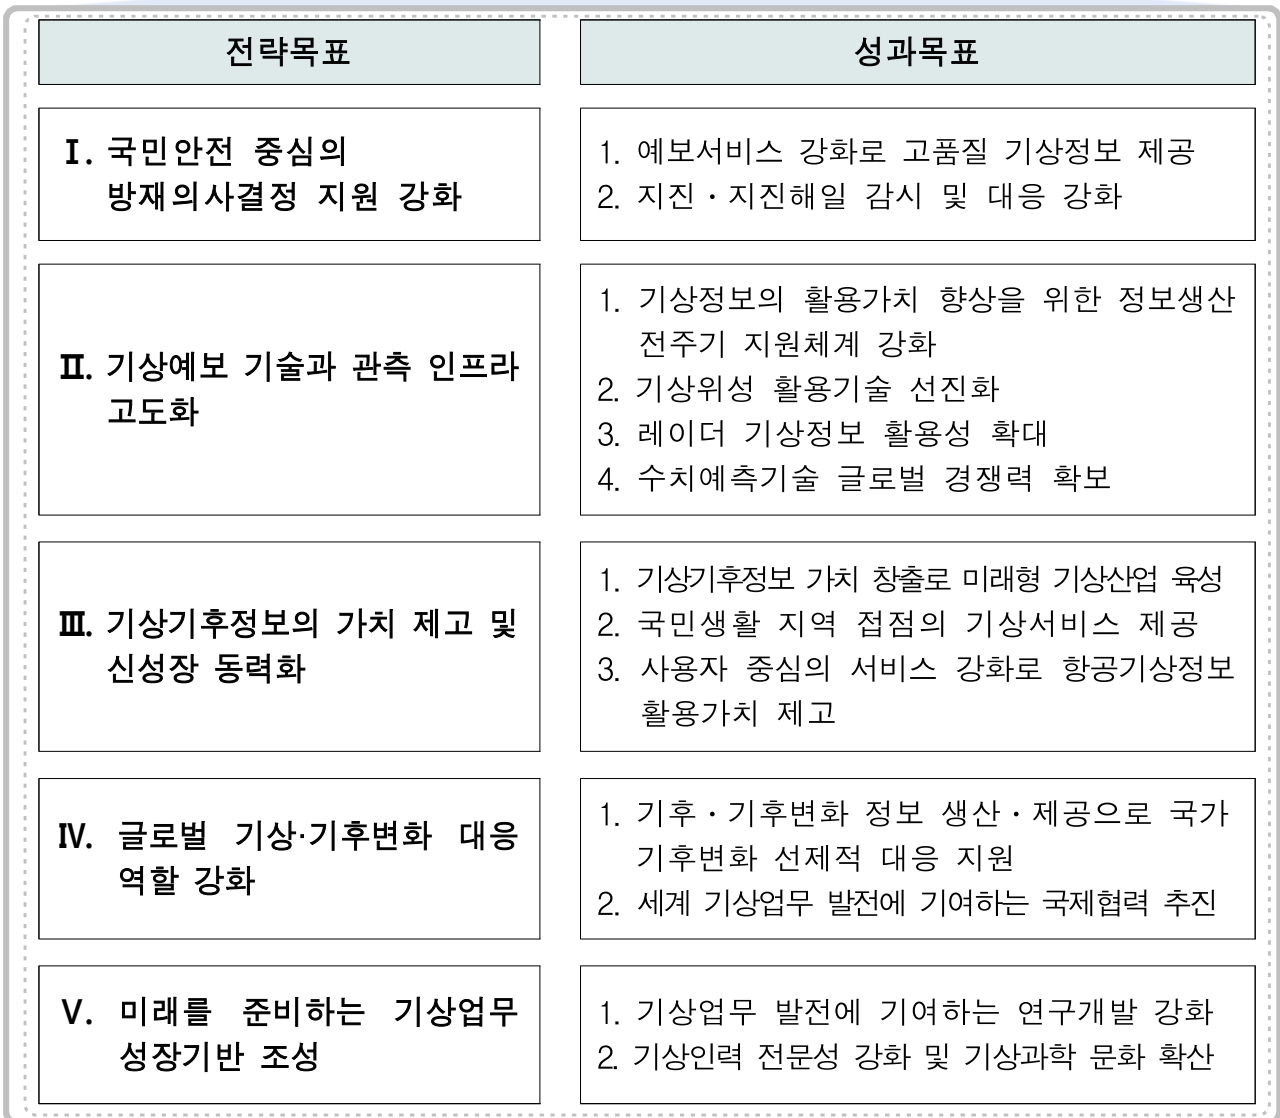 전략목표
성과목표
Ⅰ. 국민안전 중심의
방재의사결정 지원 강화
1. 예보서비스 강화로 고품질 기상정보 제공
2. 지진・지진해일 감시 및 대응 강화
Ⅱ. 기상예보 기술과 관측 인프라
고도화
1. 기상정보의 활용가치 향상을 위한 정보생산
전주기 지원체계 강화
2. 기상위성 활용기술 선진화
3. 레이더 기상정보 활용성 확대
4. 수치예측기술 글로벌 경쟁력 확보
Ⅲ. 기상기후정보의 가치 제고 및
신성장 동력화
1. 기상기후정보 가치 창출로 미래형 기상산업 육성
2. 국민생활 지역 접점의 기상서비스 제공
3. 사용자 중심의 서비스 강화로 항공기상정보
활용가치 제고
Ⅳ. 글로벌 기상·기후변화 대응
역할 강화
1. 기후・기후변화 정보 생산・제공으로 국가
기후변화 선제적 대응 지원
2. 세계 기상업무 발전에 기여하는 국제협력 추진
Ⅴ. 미래를 준비하는 기상업무
성장기반 조성
1. 기상업무 발전에 기여하는 연구개발 강화
2. 기상인력 전문성 강화 및 기상과학 문화 확산